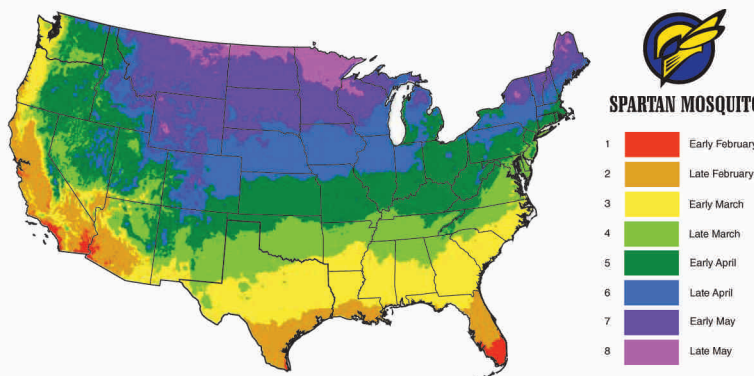 SPARTAN MOSQUITO
1 Early February
2 Late February
3 Early March
4 Late March
5 Early April
6 Late April
7 Early May
8 Late May